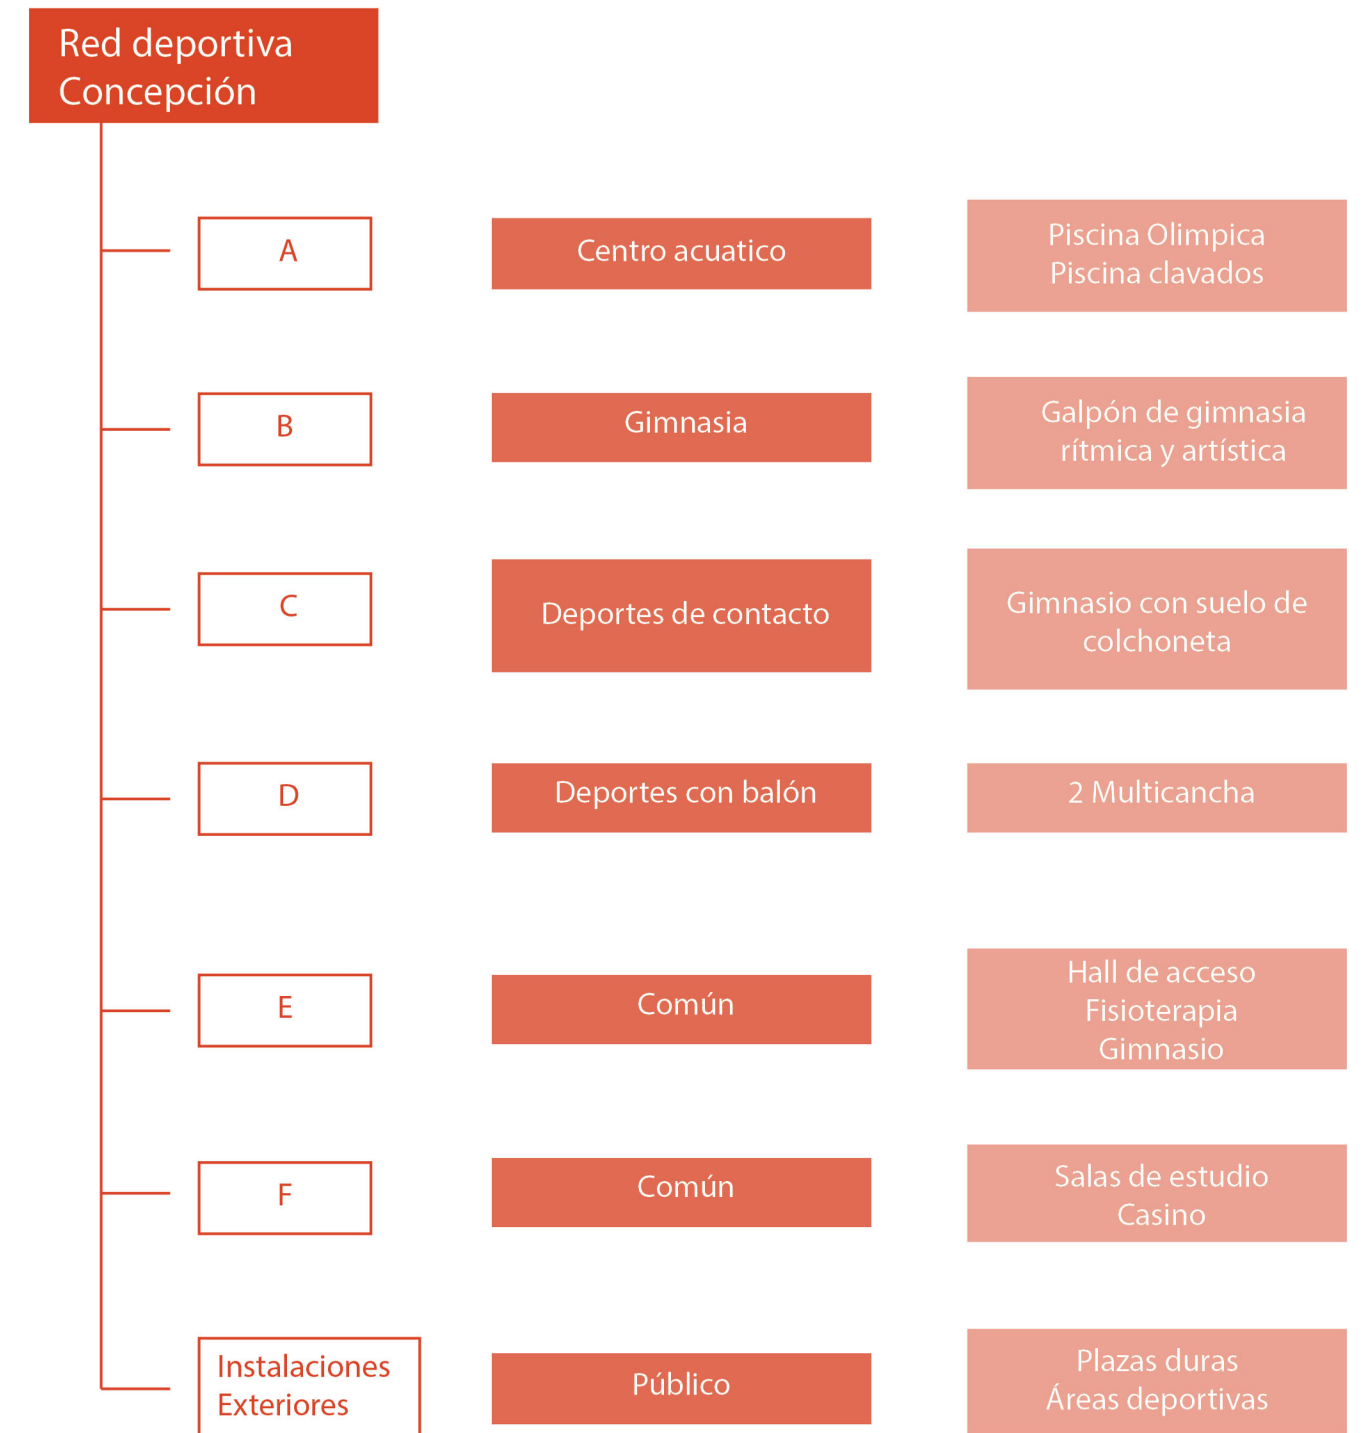 Red deportiva
Concepción
A
Centro acuatico
Piscina Olimpica
Piscina clavados
B
Gimnasia
Galpón de gimnasia
rítmica y artística
C
Deportes de contacto
Gimnasio con suelo de
colchoneta
D
Deportes con balón
2 Multicancha
E
Común
Hall de acceso
Fisioterapia
Gimnasio
F
Común
Salas de estudio
Casino
Instalaciones
Exteriores
Público
Plazas duras
Áreas deportivas